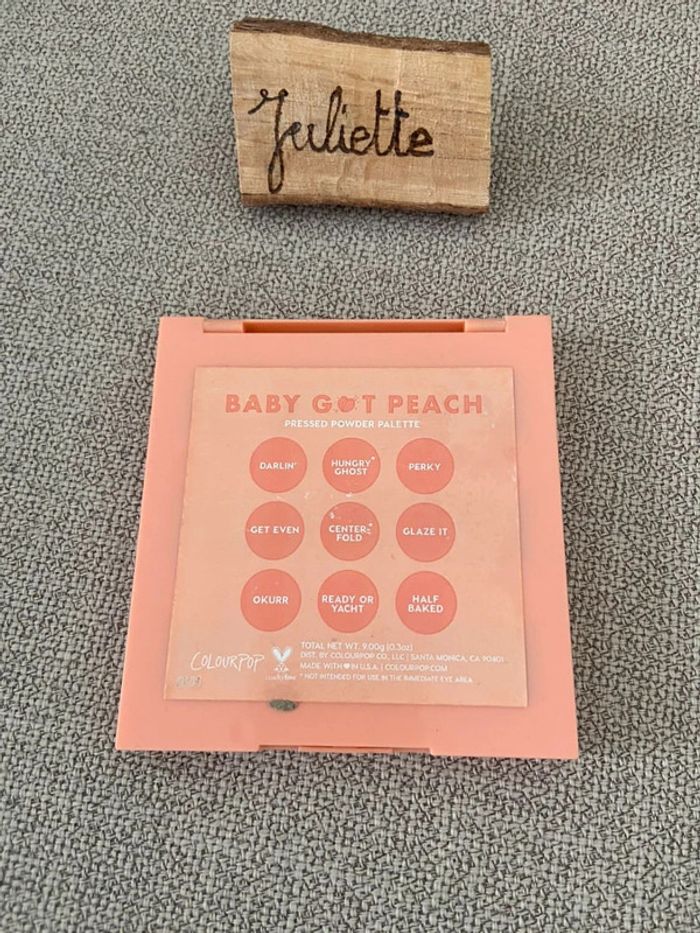 Juliette
BABY GOT PEACH
PRESSED POWDER PALETTE
DARLIN'
HUNGRY*
GHOST
PERKY
GET EVEN
CENTER-*
FOLD
GLAZE IT
OKURR
READY OR
YACHT
HALF
BAKED
TOTAL NET WT. 9.00g (0.3oz)
DIST. BY COLOURPOP CO, LLC | SANTA MONICA, CA 90401
MADE WITH ❤ IN U.S.A. | COLOURPOP.COM
* NOT INTENDED FOR USE IN THE IMMEDIATE EYE AREA
COLOURPOP
cruelty free